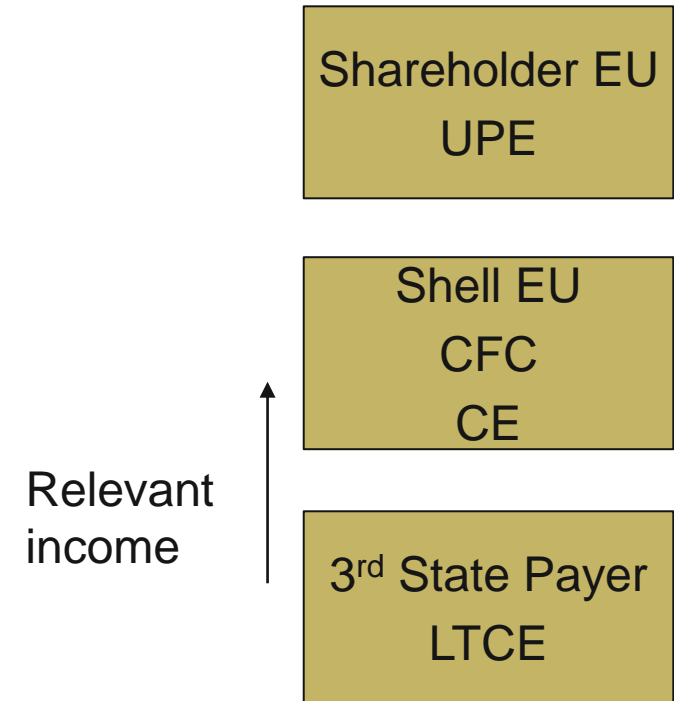 Shareholder EU
UPE
Shell EU
CFC
CE
Relevant
income
3rd State Payer
LTCE